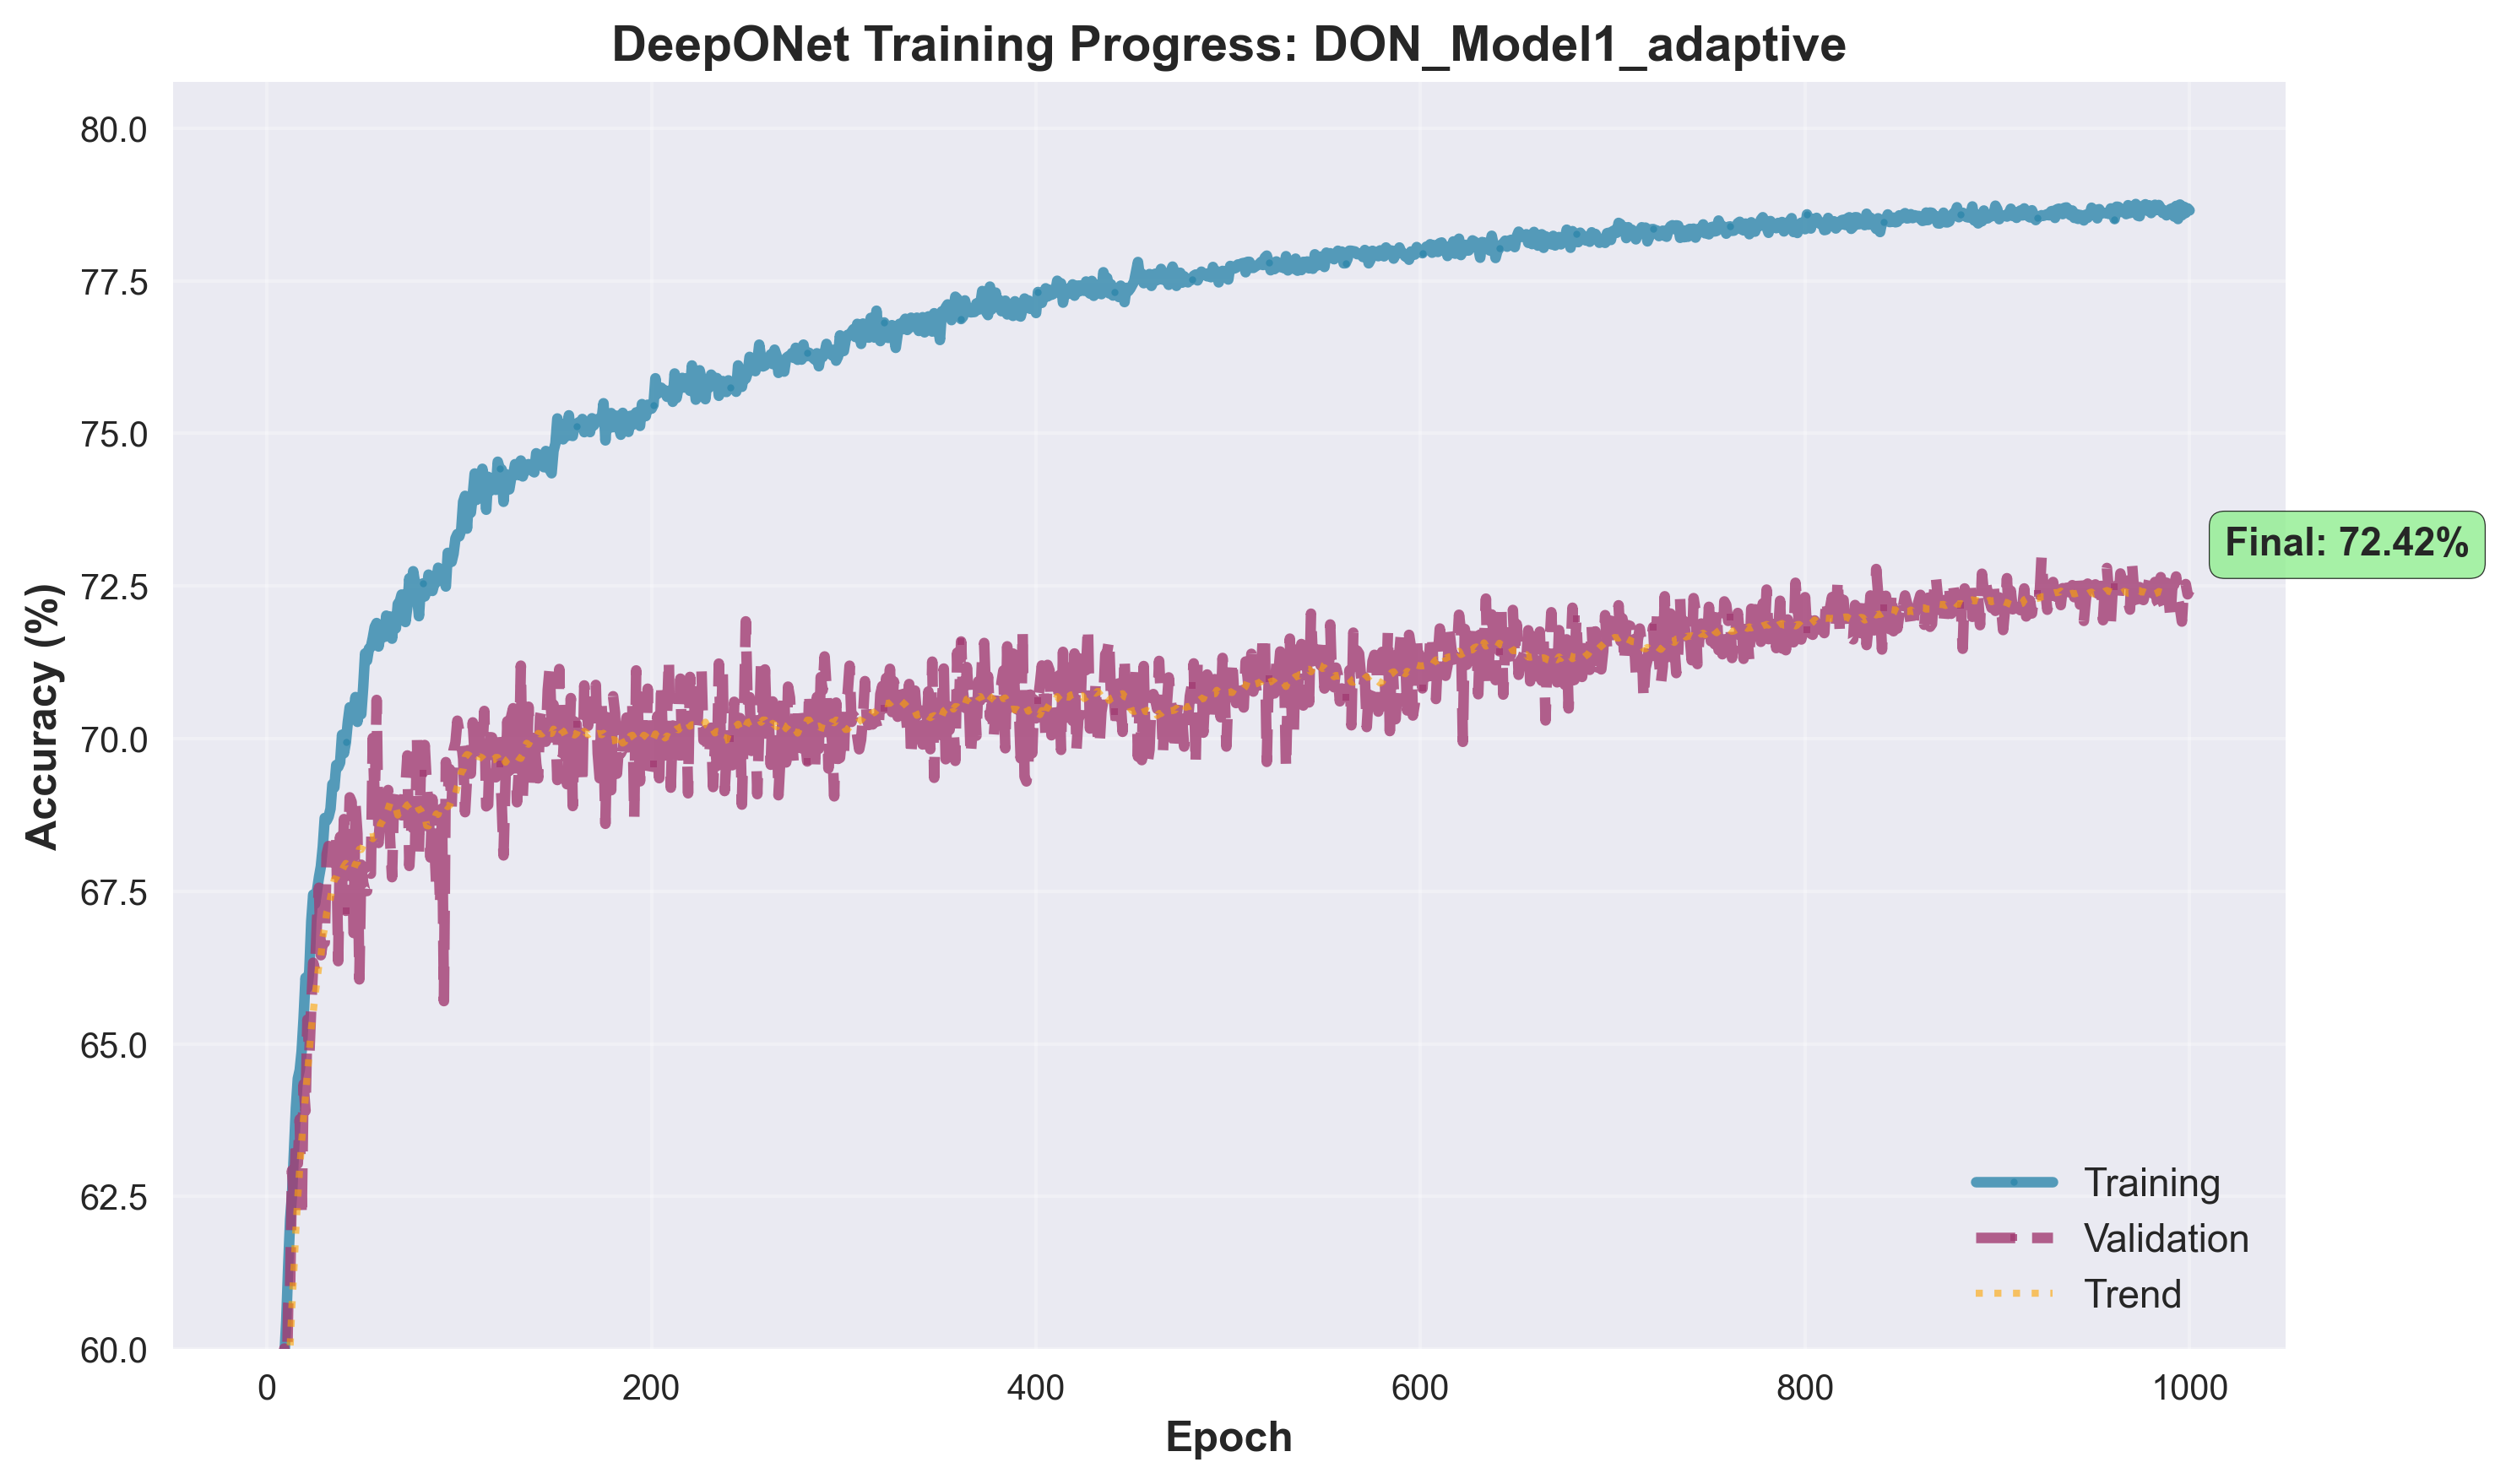 DeepONet Training Progress: DON_Model1_adaptive
Accuracy (%)
80.0
77.5
75.0
72.5
70.0
67.5
65.0
62.5
60.0
Final: 72.42%
Training
Validation
Trend
0 200 400 600 800 1000
Epoch